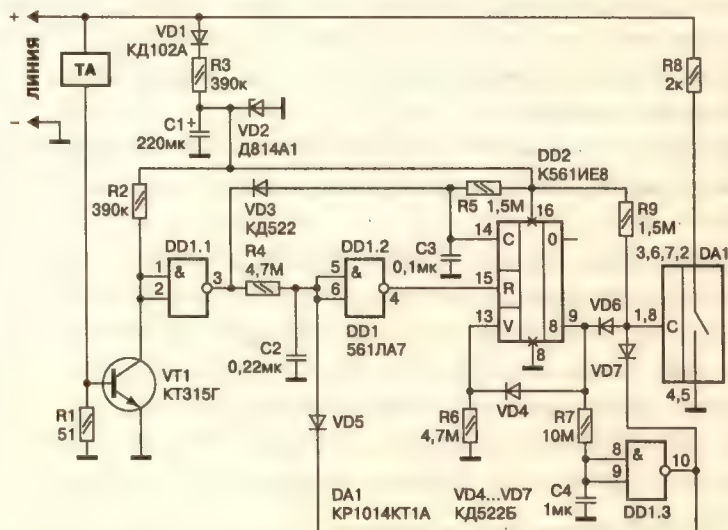 +
VD1
КД102А
R3
390к
ТА
ЛИНИЯ
−
C1 +
220мк
VD2
Д814А1
R8
2к
DD2
К561ИЕ8
R2
390к
VD3
КД522
R5 1,5М
16
R9
1,5М
DD1.1
R4
4,7М
DD1.2
C3
0,1мк
14
C
0
3,6,7,2
DA1
1
2
&
3
5
6
&
4
15
R
13
V
8
9
VD6
1,8
C
VD7
8
DD1
561ЛА7
C2
0,22мк
VT1
КТ315Г
R1
51
VD5
R6
4,7М
VD4
R7
10М
4,5
8
9
&
10
C4
1мк
DD1.3
DA1
КР1014КТ1А
VD4...VD7
КД522Б